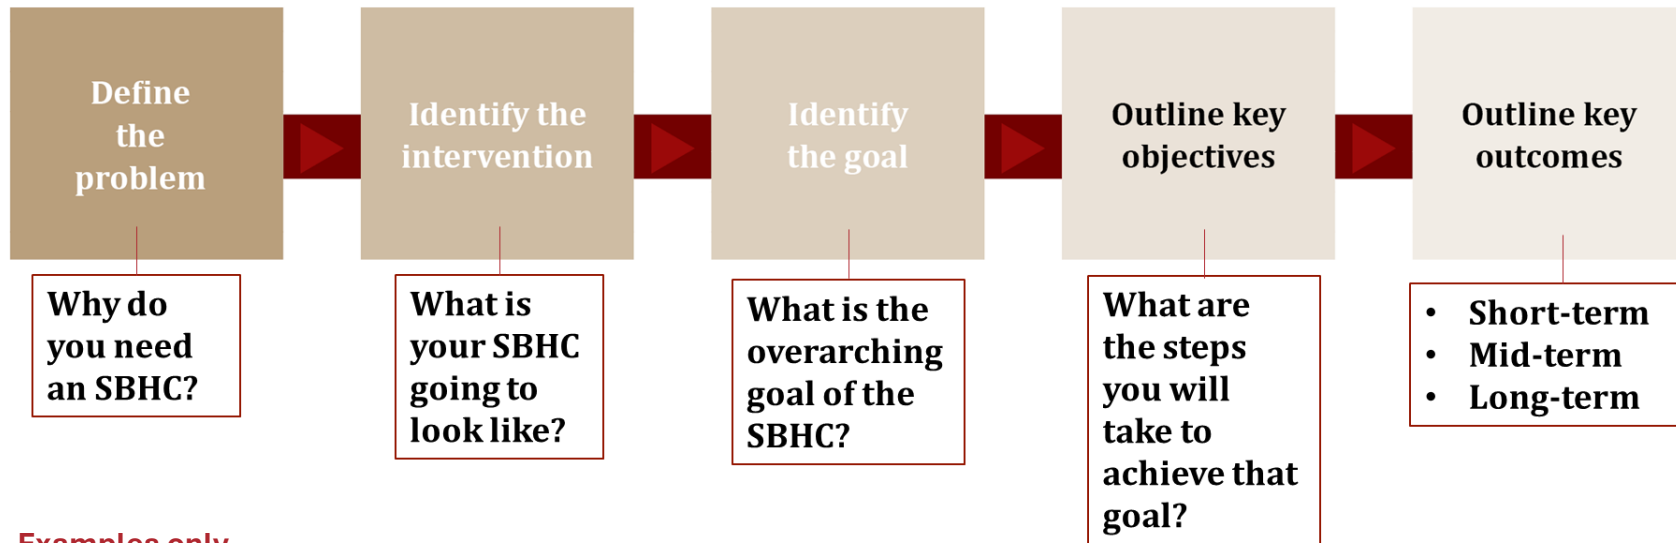 Define
the
problem
Identify the
intervention
Identify
the goal
Outline key
objectives
Outline key
outcomes
Why do
you need
an SBHC?
What is
your SBHC
going to
look like?
What is the
overarching
goal of the
SBHC?
What are
the steps
you will
take to
achieve that
goal?
• Short-term
• Mid-term
• Long-term
Examples only